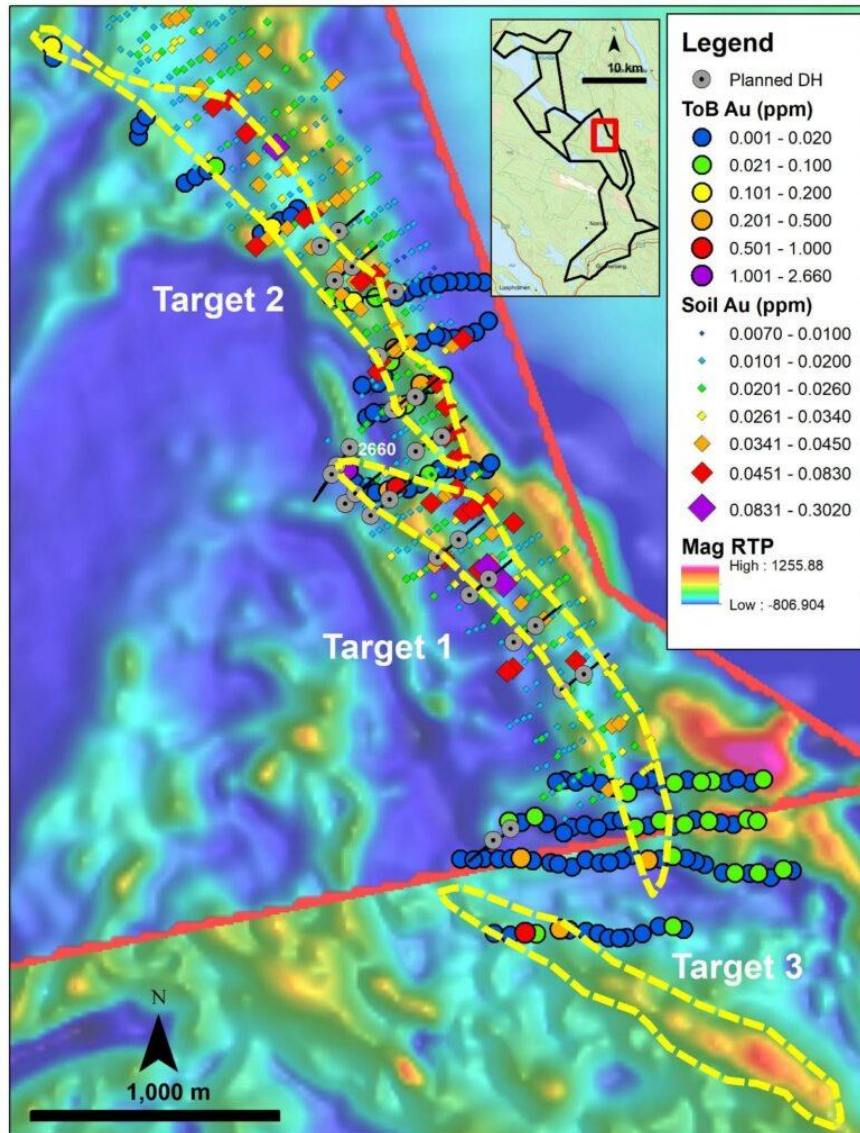 N
10 km
Legend
Planned DH
ToB Au (ppm)
0.001 - 0.020
0.021 - 0.100
0.101 - 0.200
0.201 - 0.500
0.501 - 1.000
1.001 - 2.660
Soil Au (ppm)
0.0070 - 0.0100
0.0101 - 0.0200
0.0201 - 0.0260
0.0261 - 0.0340
0.0341 - 0.0450
0.0451 - 0.0830
0.0831 - 0.3020
Mag RTP
High : 1255.88
Low : -806.904
Target 2
2660
Target 1
Target 3
N
1,000 m